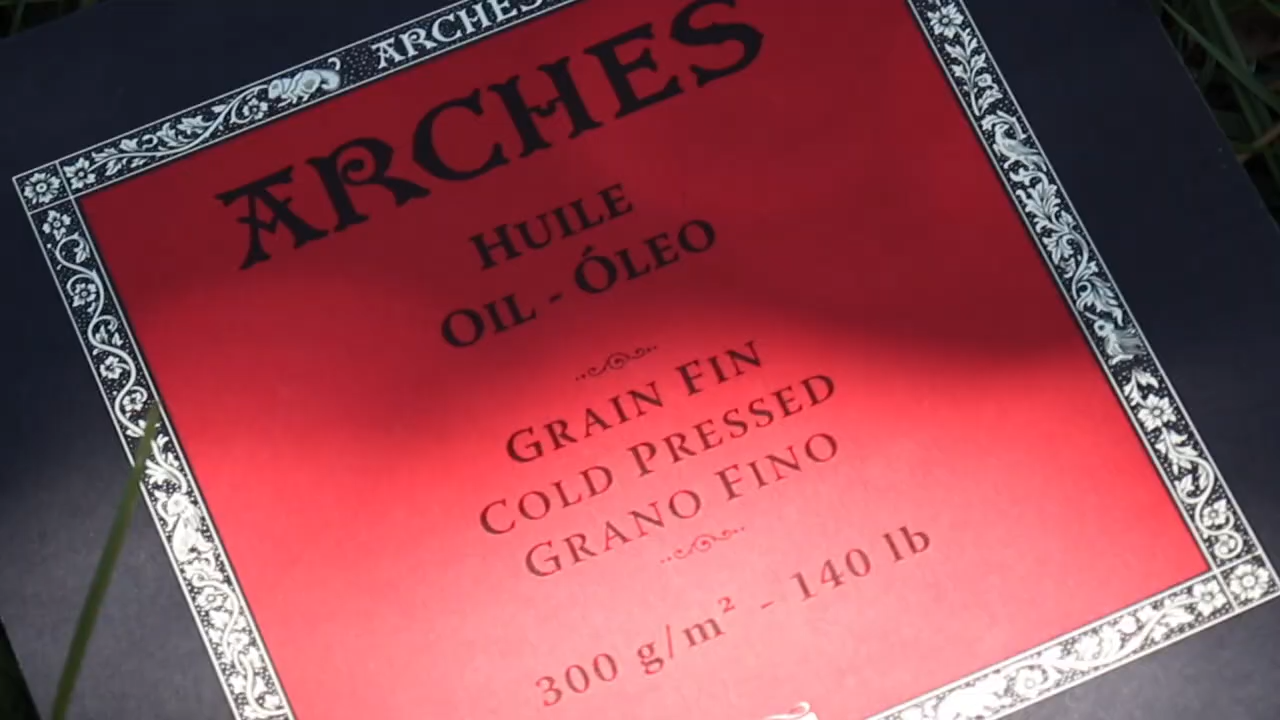 ARCHES
ARCHES
HUILE
OIL - ÓLEO
GRAIN FIN
COLD PRESSED
GRANO FINO
300 g/m² - 140 lb